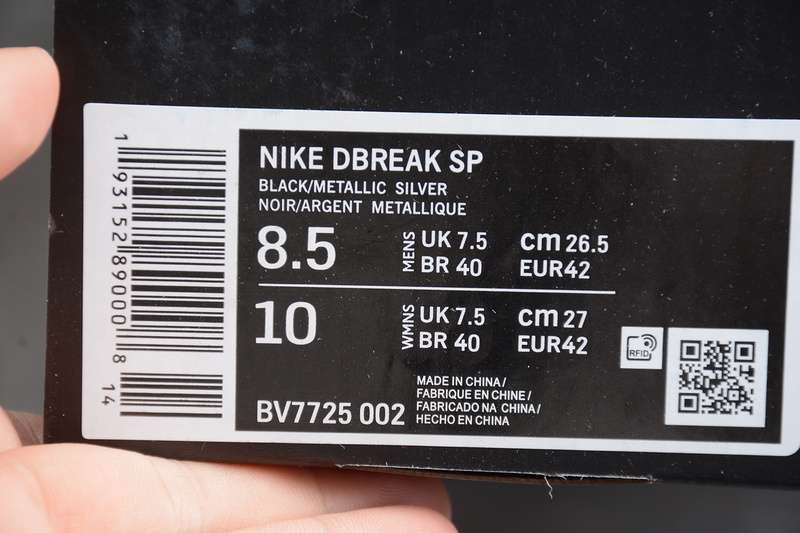 NIKE DBREAK SP
BLACK/METALLIC SILVER
NOIR/ARGENT METALLIQUE
8.5 MENS UK 7.5 cm 26.5
BR 40 EUR42
10 WMNS UK 7.5 cm 27
BR 40 EUR42
BV7725 002
MADE IN CHINA/
FABRIQUE EN CHINE/
FABRICADO NA CHINA/
HECHO EN CHINA
RFID
1 93152 89000 8 14